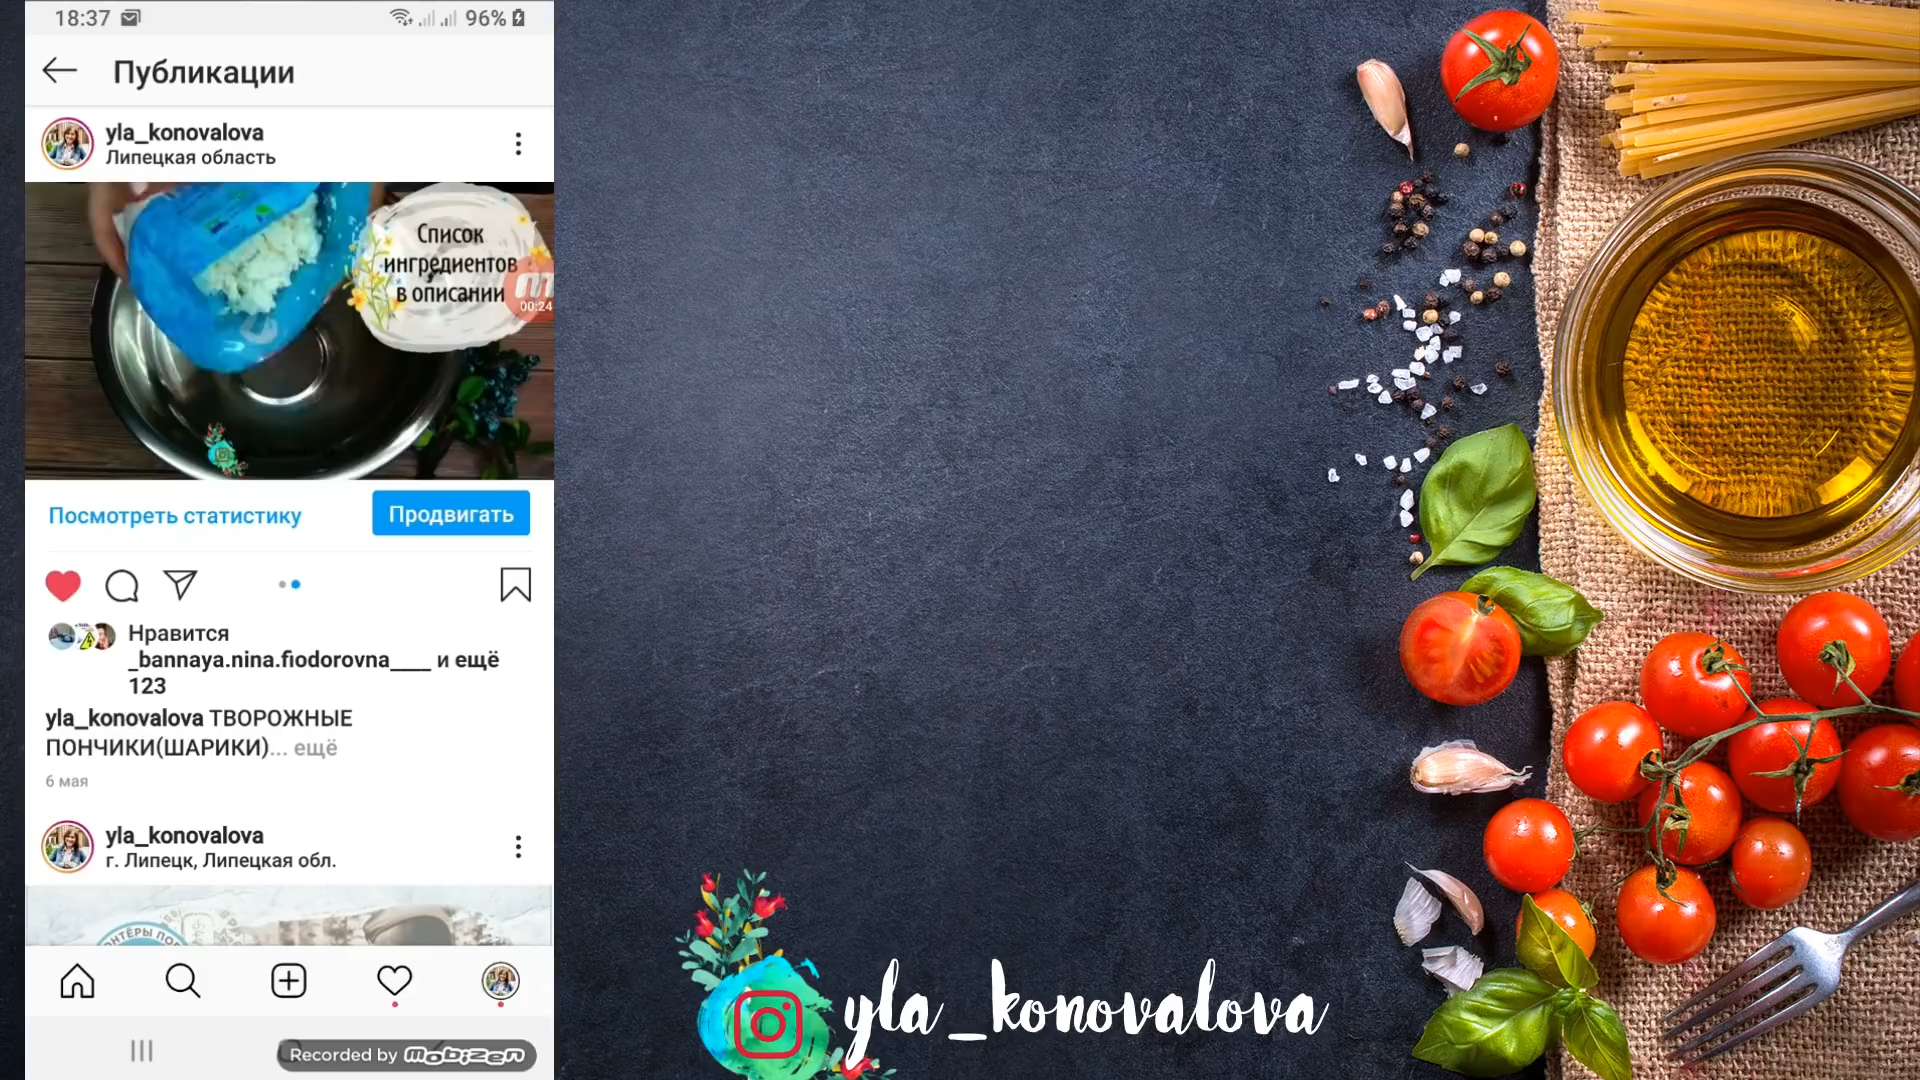 18:37
96%
Публикации
yla_konovalova
Липецкая область
Список
ингредиентов
в описании
00:24
Посмотреть статистику
Продвигать
Нравится
_bannaya.nina.fiodorovna____ и ещё
123
yla_konovalova ТВОРОЖНЫЕ
ПОНЧИКИ(ШАРИКИ)... ещё
6 мая
yla_konovalova
г. Липецк, Липецкая обл.
Recorded by mobizen
yla_konovalova